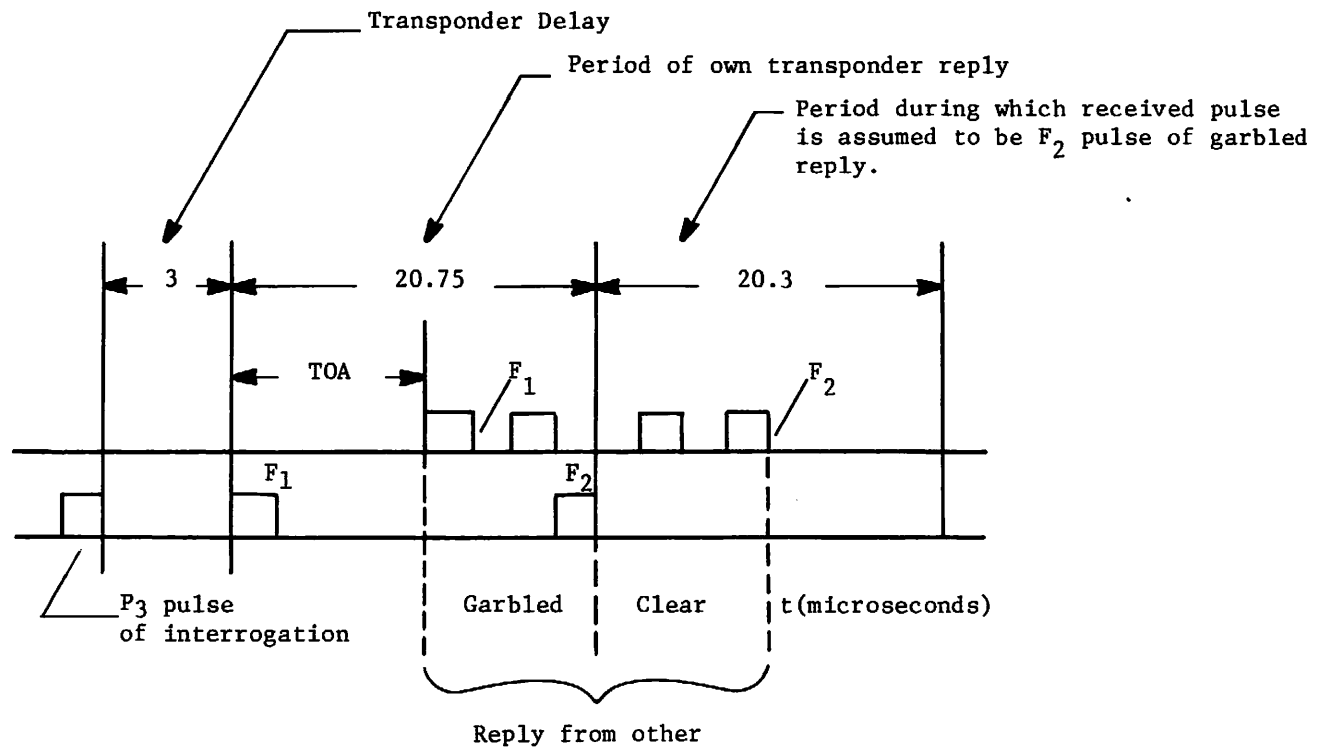 Transponder Delay
Period of own transponder reply
Period during which received pulse
is assumed to be F2 pulse of garbled
reply.
3
20.75
20.3
TOA
F1
F2
F1
F2
P3 pulse
of interrogation
Garbled
Clear
t(microseconds)
Reply from other